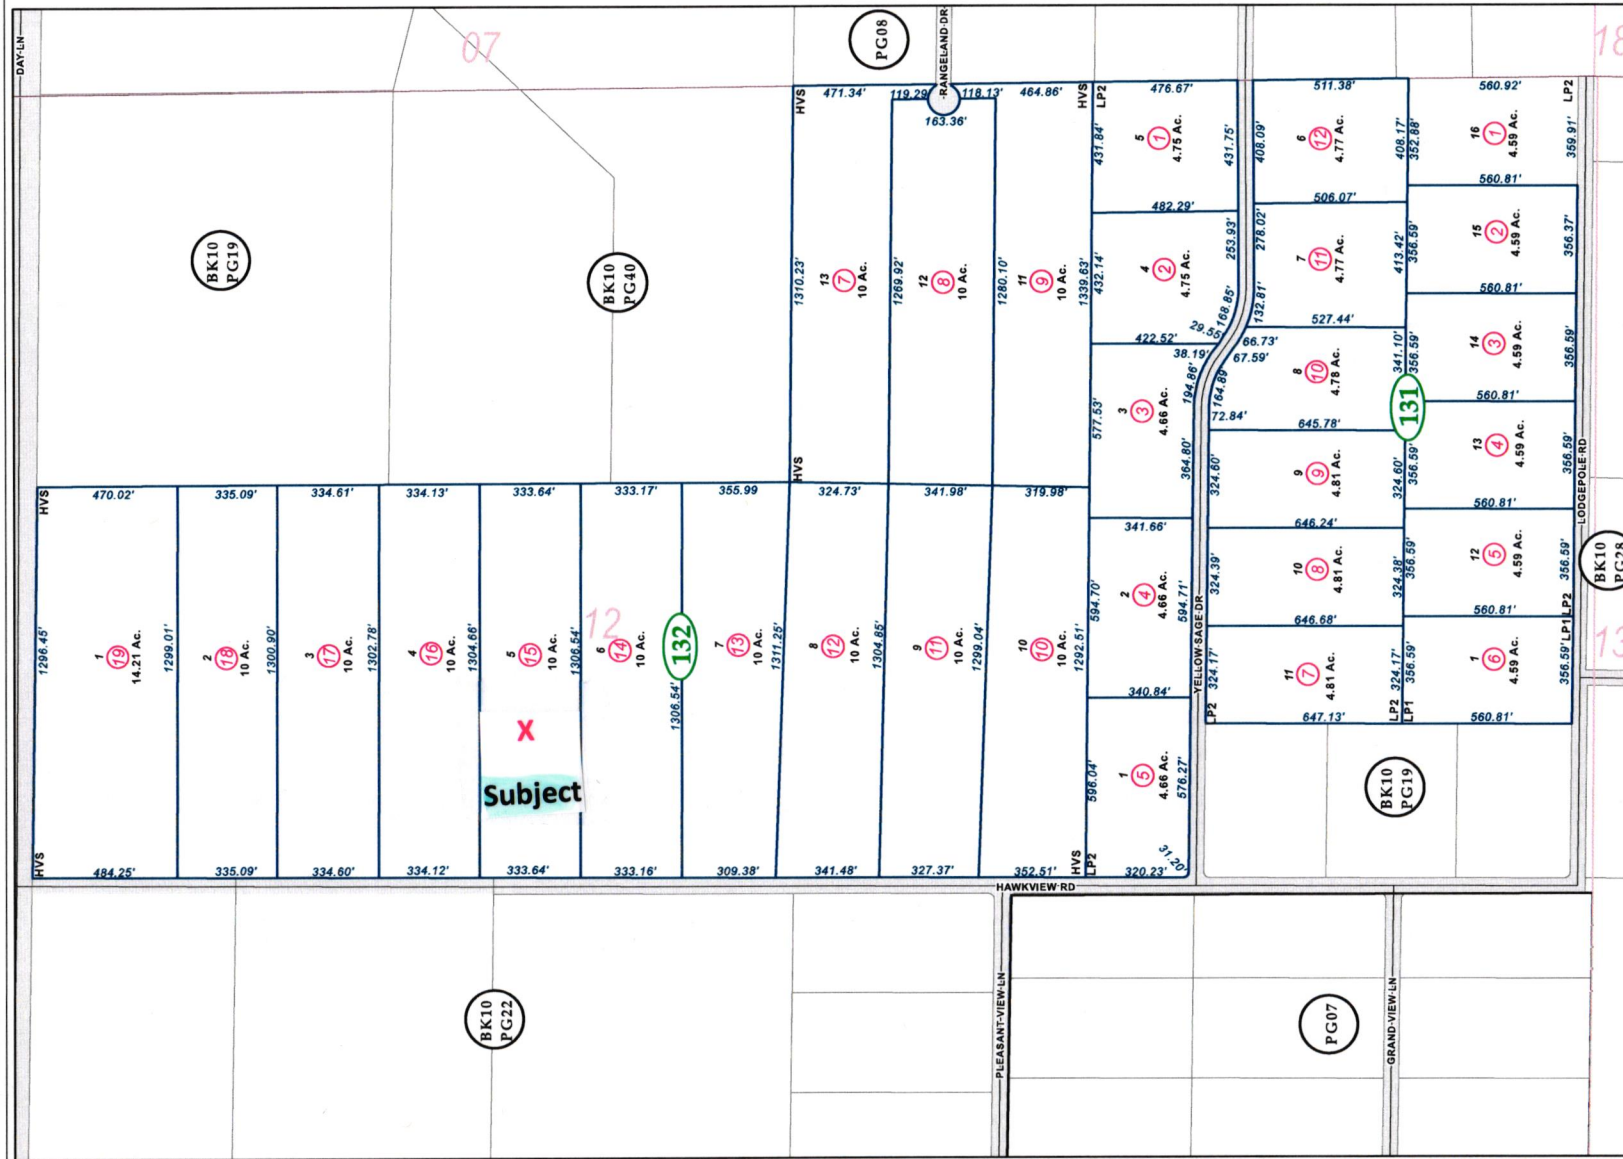 DAY-LN
07
PG08
RANGELAND-DR
18
BK10
PG19
BK10
PG40
HVS
471.34'
119.29'
118.13'
163.36'
464.86'
HVS
LP2
476.67'
511.38'
560.92'
LP2
431.84'
5
1
4.75 Ac.
431.75'
408.09'
6
12
4.77 Ac.
408.17'
352.88'
16
1
4.59 Ac.
359.91'
482.29'
506.07'
560.81'
1310.23'
13
7
10 Ac.
1269.92'
12
8
10 Ac.
1280.10'
11
9
10 Ac.
1339.63'
432.14'
4
2
4.75 Ac.
253.93'
278.02'
7
11
4.77 Ac.
413.42'
356.59'
15
2
4.59 Ac.
356.37'
560.81'
168.85'
132.81'
29.55
422.52'
38.19'
527.44'
66.73'
67.59'
194.86'
164.89'
72.84'
577.53'
3
3
4.66 Ac.
364.80'
324.60'
8
10
4.78 Ac.
341.10'
356.59'
14
3
4.59 Ac.
356.59'
131
560.81'
645.78'
9
9
4.81 Ac.
324.60'
356.59'
13
4
4.59 Ac.
356.59'
LODGEPOLE-RD
560.81'
HVS
470.02'
335.09'
334.61'
334.13'
333.64'
333.17'
355.99
HVS
324.73'
341.98'
319.98'
341.66'
646.24'
324.39'
10
8
4.81 Ac.
324.38'
356.59'
12
5
4.59 Ac.
356.59'
BK10
PG28
1296.45'
1
19
14.21 Ac.
1299.01'
2
18
10 Ac.
1300.90'
3
17
10 Ac.
1302.78'
4
16
10 Ac.
1304.66'
5
15
10 Ac.
1306.54'
12
6
14
10 Ac.
132
1306.54'
7
13
10 Ac.
1311.25'
8
12
10 Ac.
1304.85'
9
11
10 Ac.
1299.04'
10
10
10 Ac.
1292.51'
594.70'
2
4
4.66 Ac.
594.71'
YELLOW-SAGE-DR
646.68'
560.81'
LP2
LP1
13
324.17'
11
7
4.81 Ac.
324.17'
356.59'
1
6
4.59 Ac.
356.59'
LP1
LP2
340.84'
LP2
647.13'
LP2
LP1
560.81'
X
Subject
596.04'
1
5
4.66 Ac.
576.27'
BK10
PG19
31.20'
HVS
484.25'
335.09'
334.60'
334.12'
333.64'
333.16'
309.38'
341.48'
327.37'
352.51'
HVS
LP2
320.23'
HAWKVIEW RD
BK10
PG22
PLEASANT-VIEW-LN
PG07
GRAND-VIEW-LN